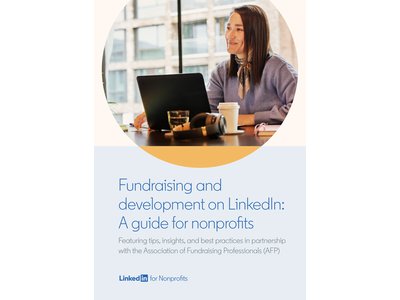 Fundraising and
development on LinkedIn:
A guide for nonprofits
Featuring tips, insights, and best practices in partnership
with the Association of Fundraising Professionals (AFP)
Linkedin for Nonprofits